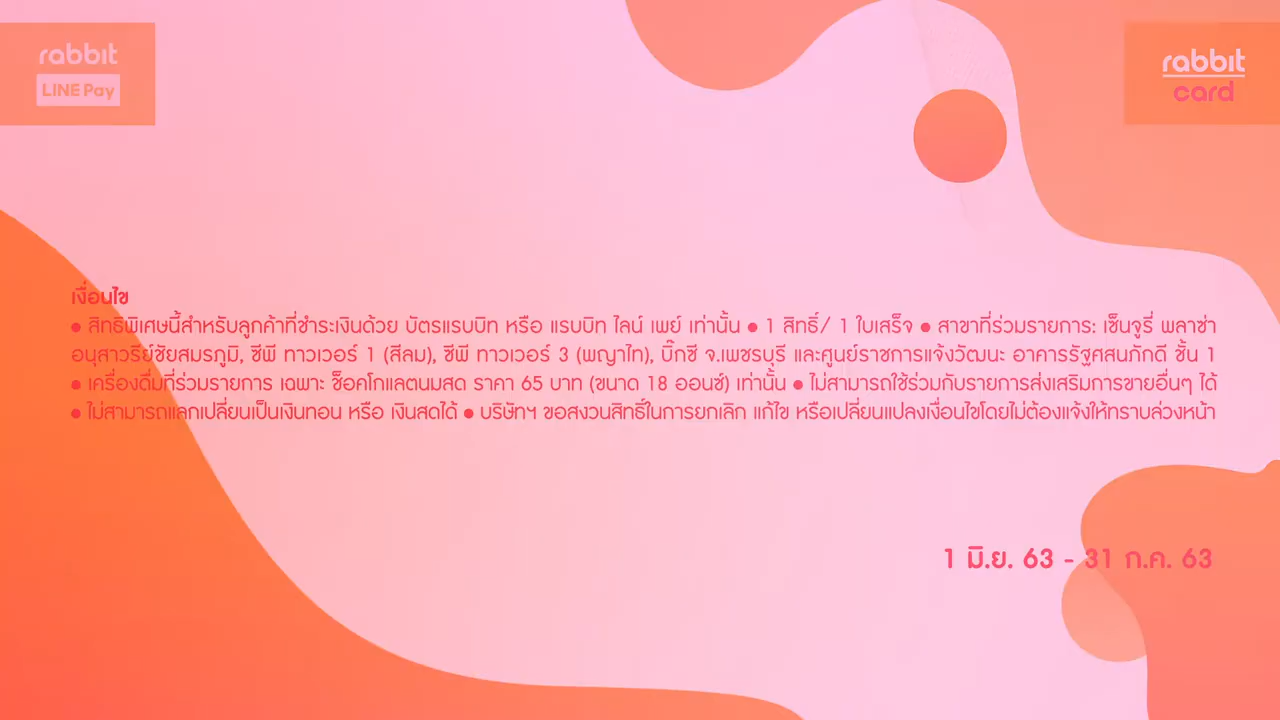 rabbit
LINE Pay
rabbit
card
เงื่อนไข
● สิทธิพิเศษนี้สำหรับลูกค้าที่ชำระเงินด้วย บัตรแรบบิท หรือ แรบบิท ไลน์ เพย์ เท่านั้น ● 1 สิทธิ์/ 1 ใบเสร็จ ● สาขาที่ร่วมรายการ: เซ็นจูรี่ พลาซ่า
อนุสาวรีย์ชัยสมรภูมิ, ซีพี ทาวเวอร์ 1 (สีลม), ซีพี ทาวเวอร์ 3 (พญาไท), บิ๊กซี จ.เพชรบุรี และศูนย์ราชการแจ้งวัฒนะ อาคารรัฐศสนภักดี ชั้น 1
● เครื่องดื่มที่ร่วมรายการ เฉพาะ ช็อคโกแลตนมสด ราคา 65 บาท (ขนาด 18 ออนซ์) เท่านั้น ● ไม่สามารถใช้ร่วมกับรายการส่งเสริมการขายอื่นๆ ได้
● ไม่สามารถแลกเปลี่ยนเป็นเงินทอน หรือ เงินสดได้ ● บริษัทฯ ขอสงวนสิทธิ์ในการยกเลิก แก้ไข หรือเปลี่ยนแปลงเงื่อนไขโดยไม่ต้องแจ้งให้ทราบล่วงหน้า
1 มิ.ย. 63 - 31 ก.ค. 63